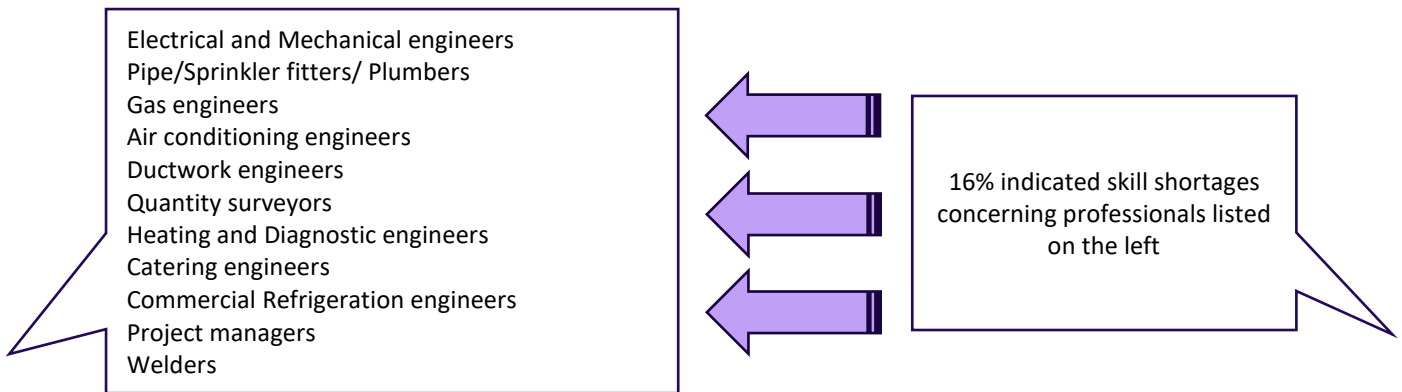 Electrical and Mechanical engineers
Pipe/Sprinkler fitters/ Plumbers
Gas engineers
Air conditioning engineers
Ductwork engineers
Quantity surveyors
Heating and Diagnostic engineers
Catering engineers
Commercial Refrigeration engineers
Project managers
Welders
16% indicated skill shortages
concerning professionals listed
on the left